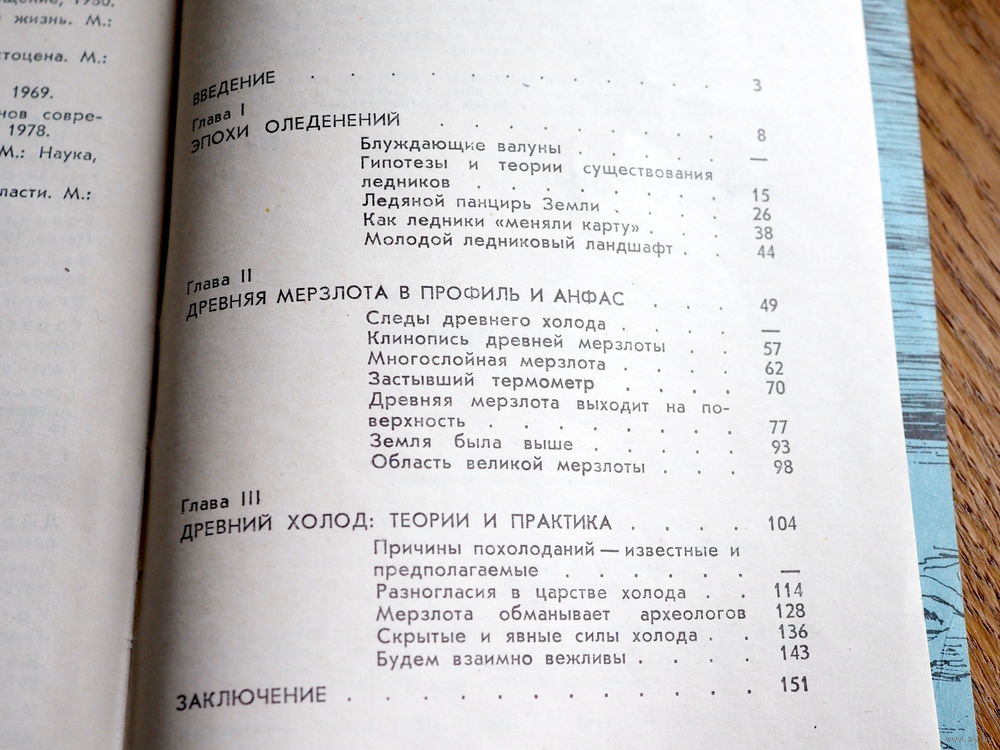 жизнь. М.:
М.:
1969.
нов совре-
1978.
М.: Наука,
ласти. М.:
ВВЕДЕНИЕ . . . . . . . . . . . 3
Глава I
ЭПОХИ ОЛЕДЕНЕНИЙ . . . . . . . . 8
Блуждающие валуны . . . . . —
Гипотезы и теории существования
ледников . . . . . . . 15
Ледяной панцирь Земли . . . . 26
Как ледники «меняли карту» . . . 38
Молодой ледниковый ландшафт . . 44
Глава II
ДРЕВНЯЯ МЕРЗЛОТА В ПРОФИЛЬ И АНФАС . . . 49
Следы древнего холода . . . . —
Клинопись древней мерзлоты . . 57
Многослойная мерзлота . . . . 62
Застывший термометр . . . . 70
Древняя мерзлота выходит на по-
верхность . . . . . . . 77
Земля была выше . . . . . 93
Область великой мерзлоты . . . 98
Глава III
ДРЕВНИЙ ХОЛОД: ТЕОРИИ И ПРАКТИКА . . . . 104
Причины похолоданий — известные и
предполагаемые . . . . . —
Разногласия в царстве холода . . 114
Мерзлота обманывает археологов 128
Скрытые и явные силы холода . . 136
Будем взаимно вежливы . . . . 143
ЗАКЛЮЧЕНИЕ . . . . . . . . . . . 151